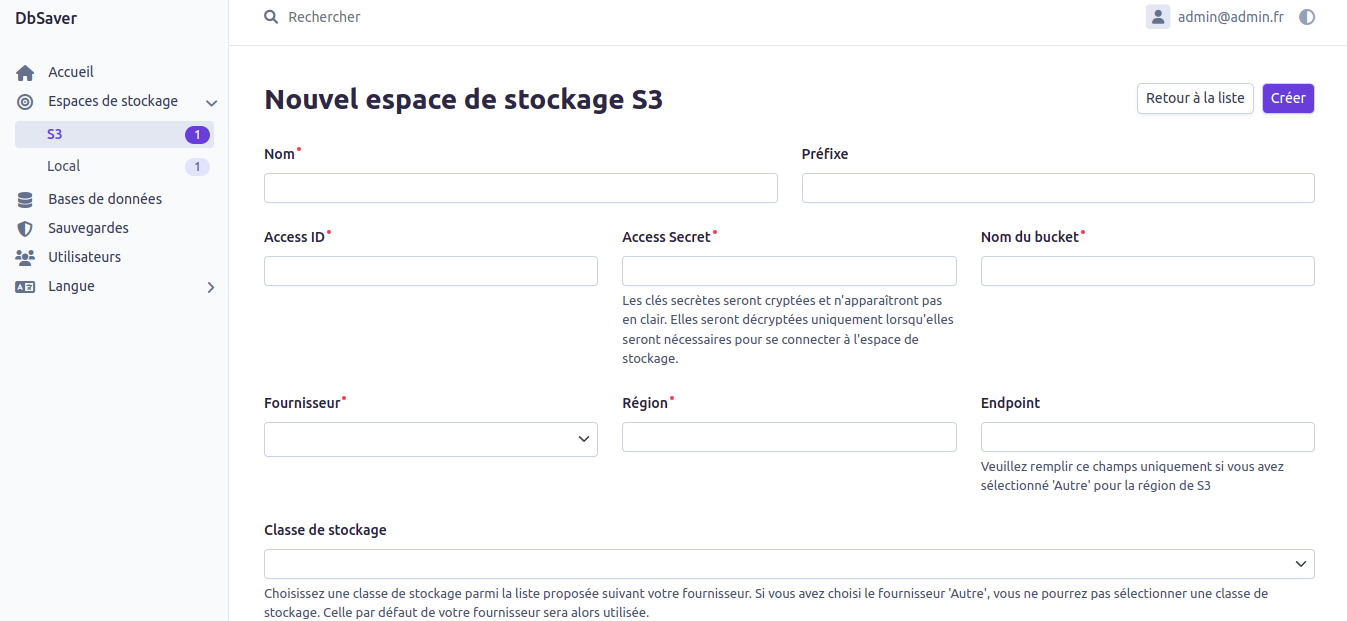 DbSaver
Rechercher
admin@admin.fr
Accueil
Espaces de stockage
S3 1
Local 1
Bases de données
Sauvegardes
Utilisateurs
Langue
Nouvel espace de stockage S3
Retour à la liste
Créer
Nom*
Préfixe
Access ID*
Access Secret*
Les clés secrètes seront cryptées et n'apparaîtront pas
en clair. Elles seront décryptées uniquement lorsqu'elles
seront nécessaires pour se connecter à l'espace de
stockage.
Nom du bucket*
Fournisseur*
Région*
Endpoint
Veuillez remplir ce champs uniquement si vous avez
sélectionné 'Autre' pour la région de S3
Classe de stockage
Choisissez une classe de stockage parmi la liste proposée suivant votre fournisseur. Si vous avez choisi le fournisseur 'Autre', vous ne pourrez pas sélectionner une classe de
stockage. Celle par défaut de votre fournisseur sera alors utilisée.